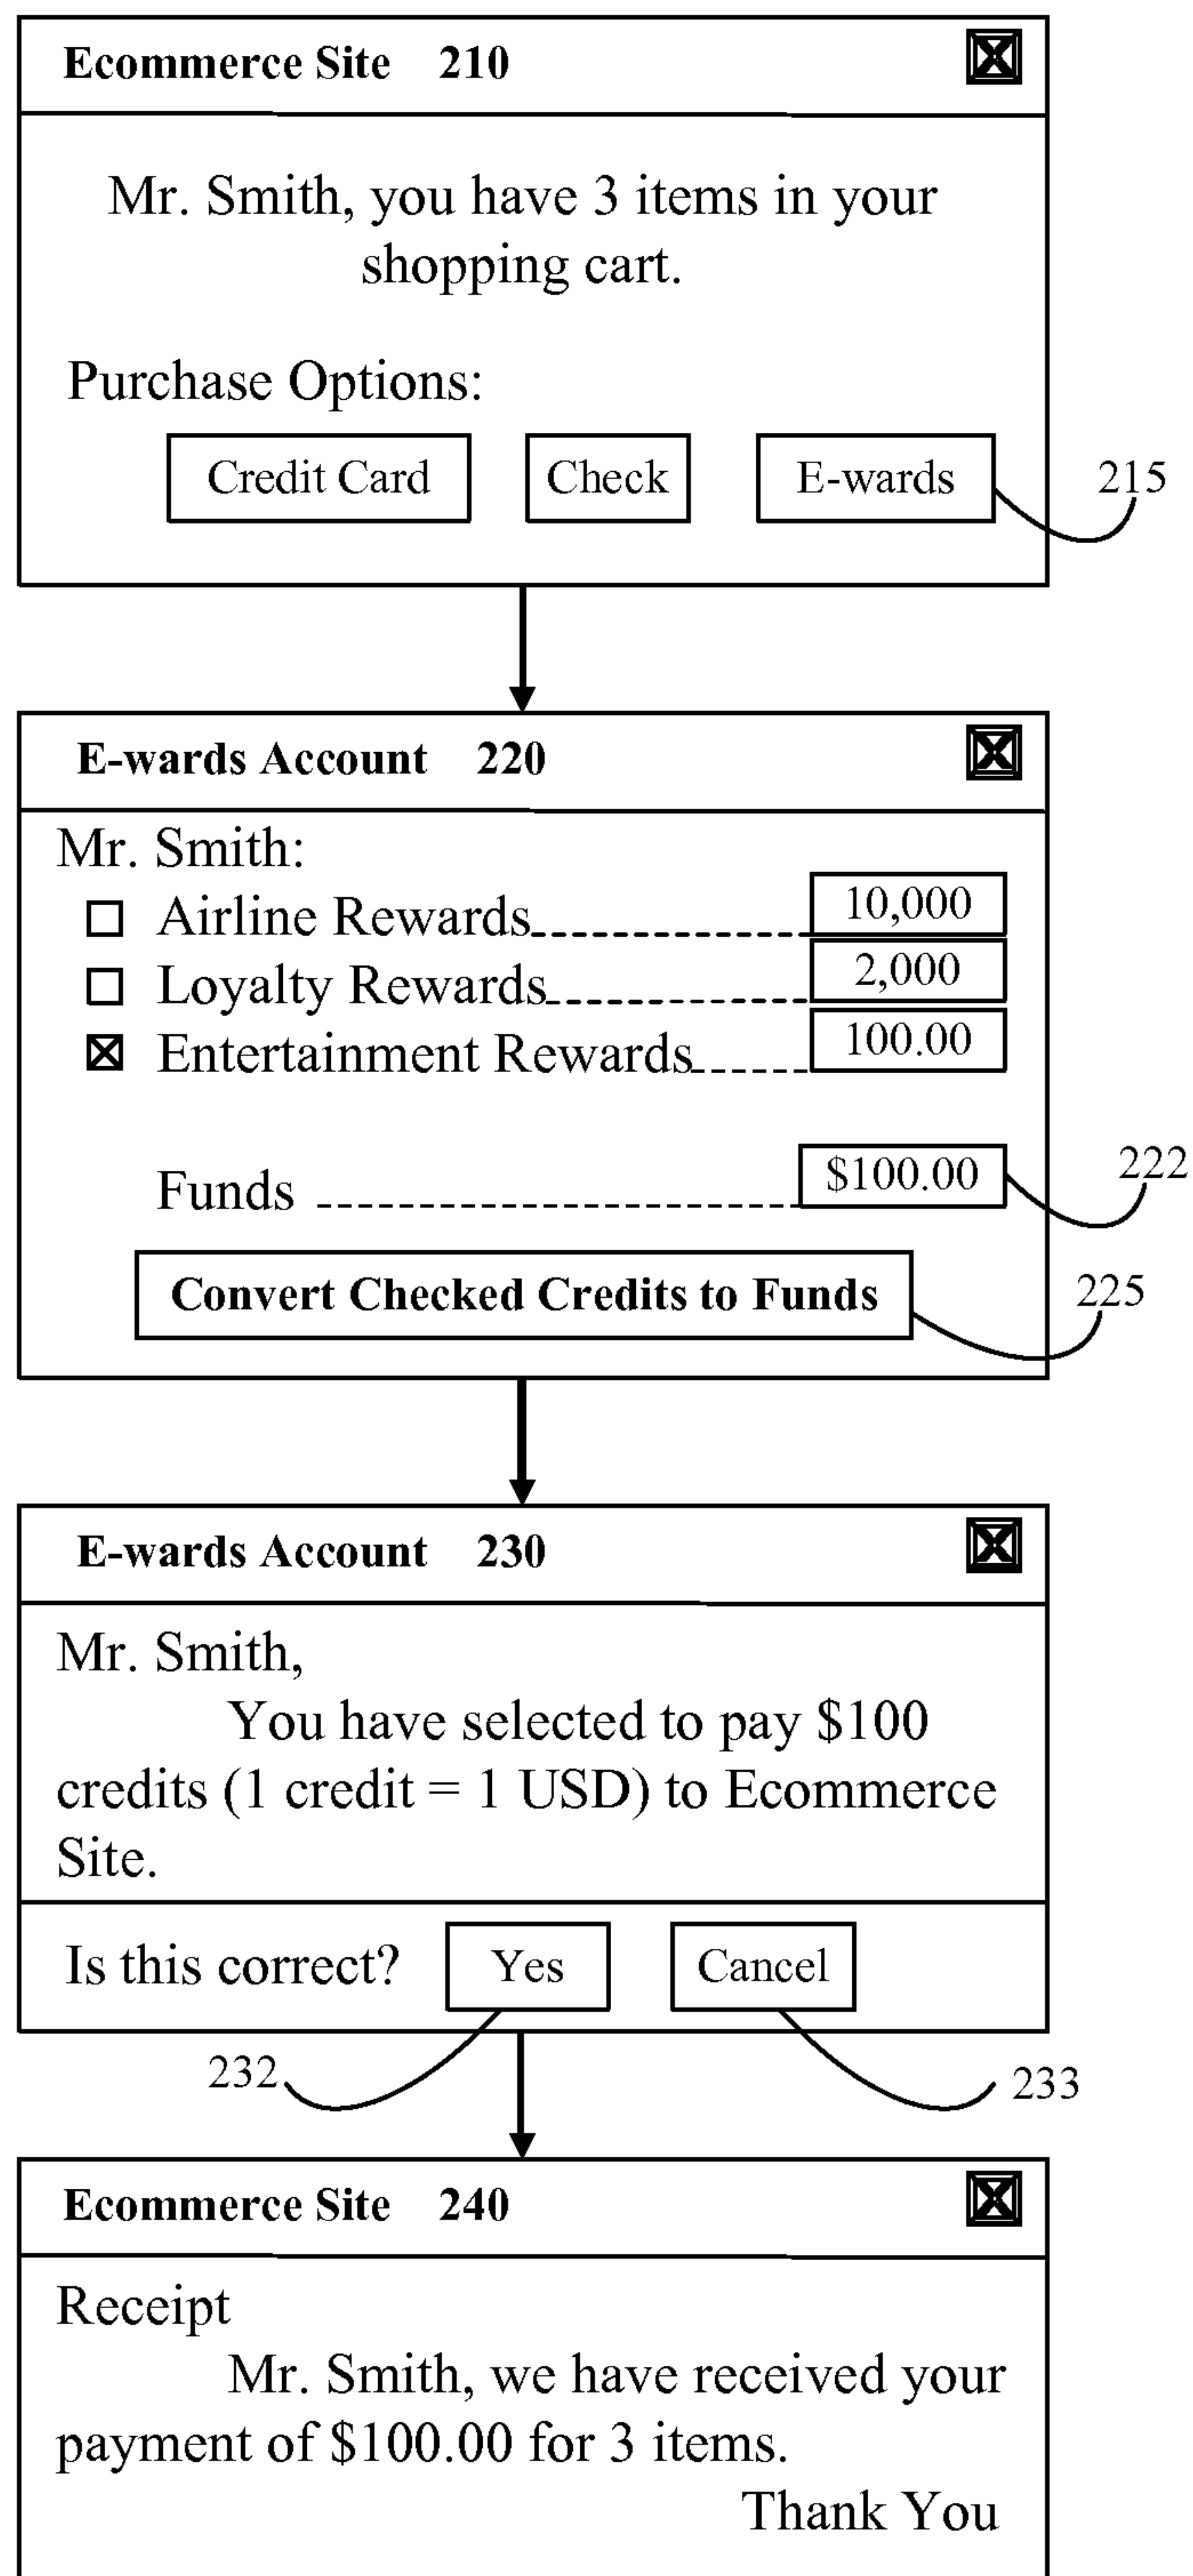 Ecommerce Site 210
Mr. Smith, you have 3 items in your
shopping cart.
Purchase Options:
Credit Card Check E-wards 215
E-wards Account 220
Mr. Smith:
Airline Rewards 10,000
Loyalty Rewards 2,000
Entertainment Rewards 100.00
Funds $100.00 222
Convert Checked Credits to Funds 225
E-wards Account 230
Mr. Smith,
You have selected to pay $100
credits (1 credit = 1 USD) to Ecommerce
Site.
Is this correct? Yes Cancel
232 233
Ecommerce Site 240
Receipt
Mr. Smith, we have received your
payment of $100.00 for 3 items.
Thank You